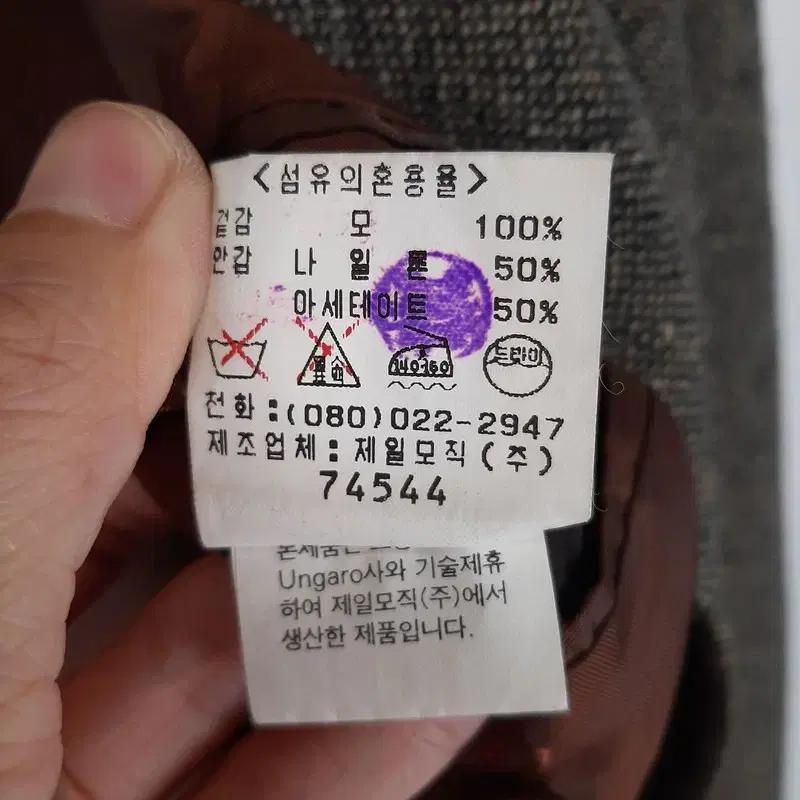 <섬유의혼용율>
겉감 모 100%
안감 나일론 50%
아세테이트 50%
드라이
전화:(080)022-2947
제조업체:제일모직(주)
74544
Ungaro사와 기술제휴
하여 제일모직(주)에서
생산한 제품입니다.